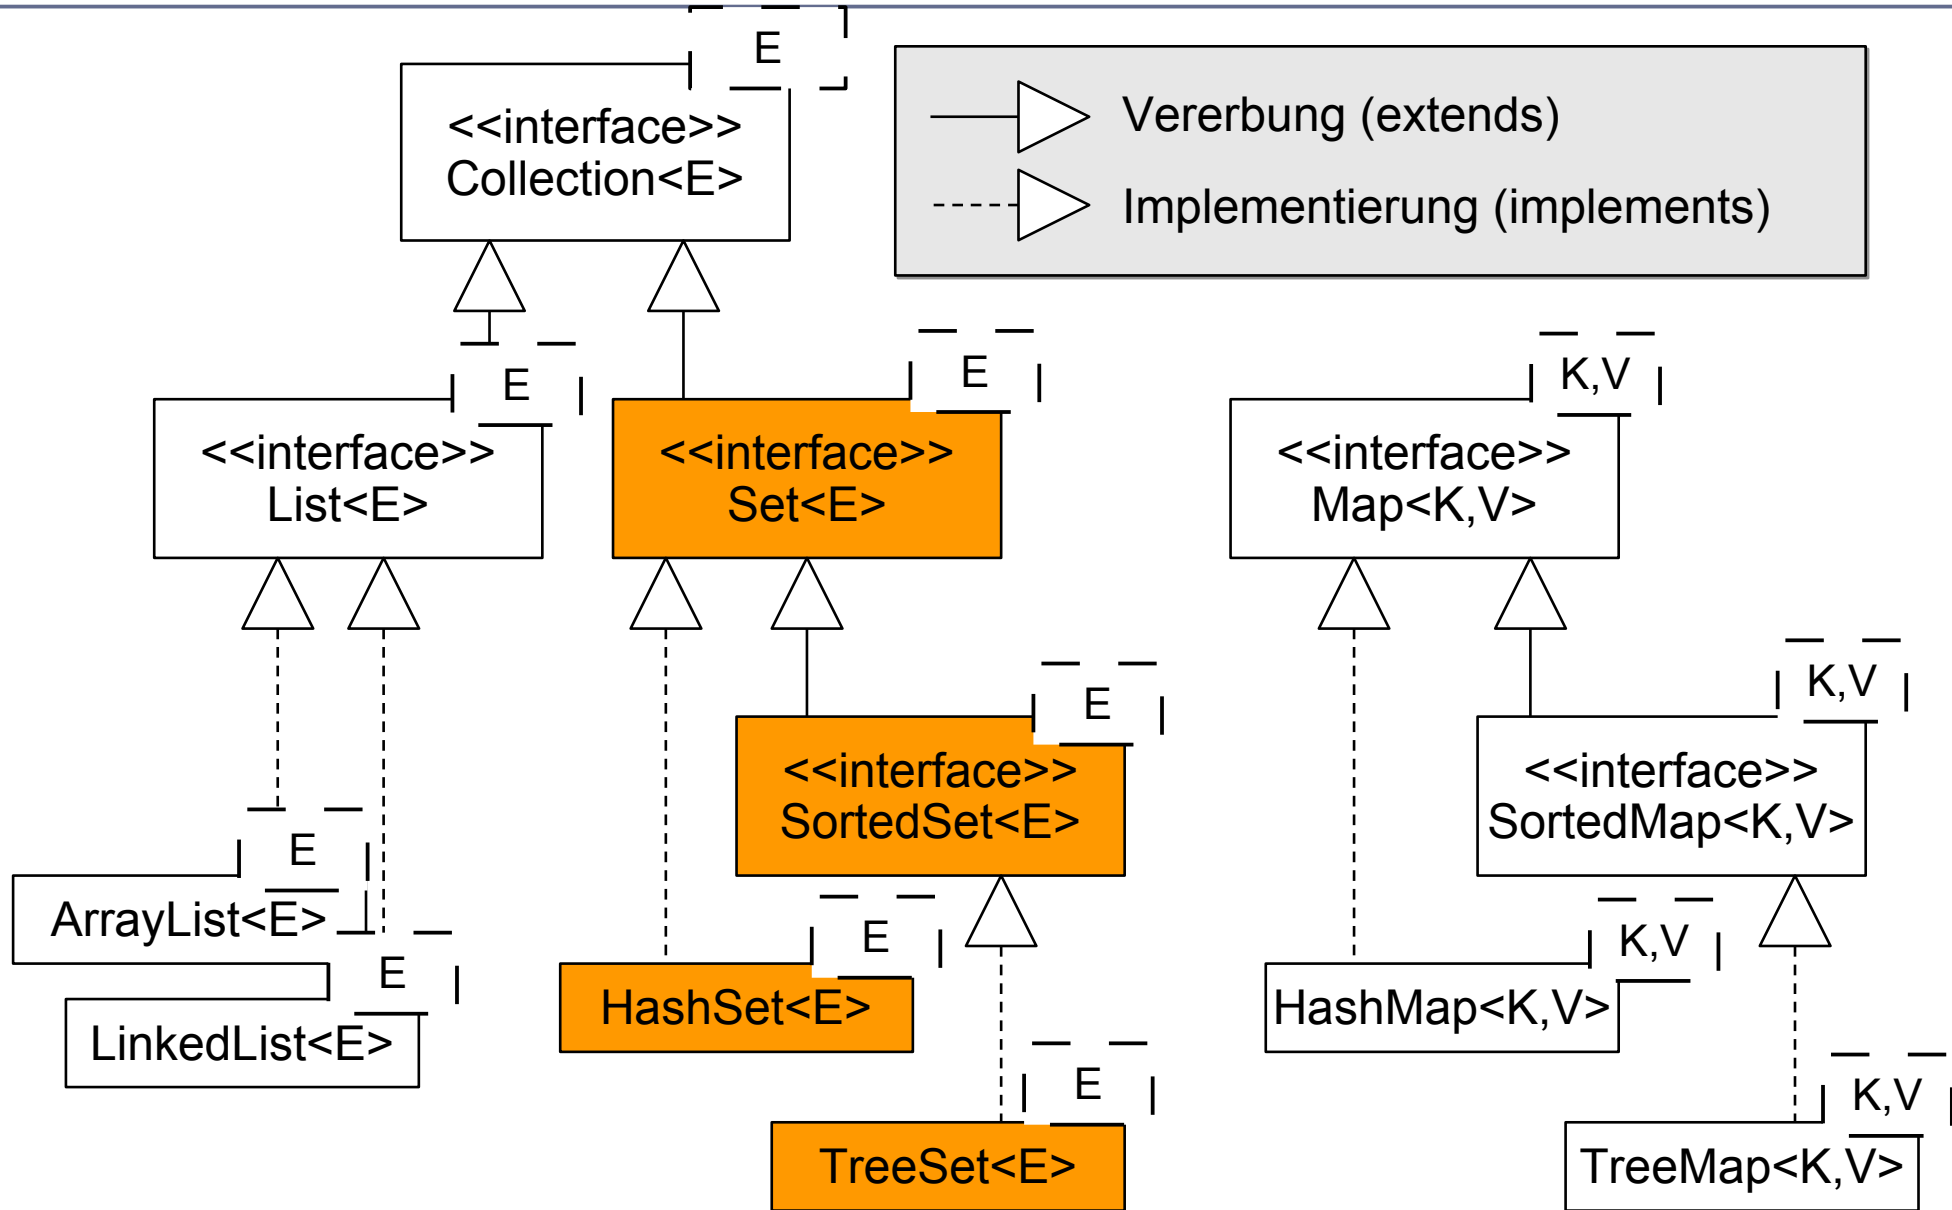 E
<<interface>>
Collection<E>
Vererbung (extends)
Implementierung (implements)
E
<<interface>>
List<E>
E
<<interface>>
Set<E>
K,V
<<interface>>
Map<K,V>
E
<<interface>>
SortedSet<E>
K,V
<<interface>>
SortedMap<K,V>
E
ArrayList<E>
E
LinkedList<E>
E
HashSet<E>
K,V
HashMap<K,V>
E
TreeSet<E>
K,V
TreeMap<K,V>